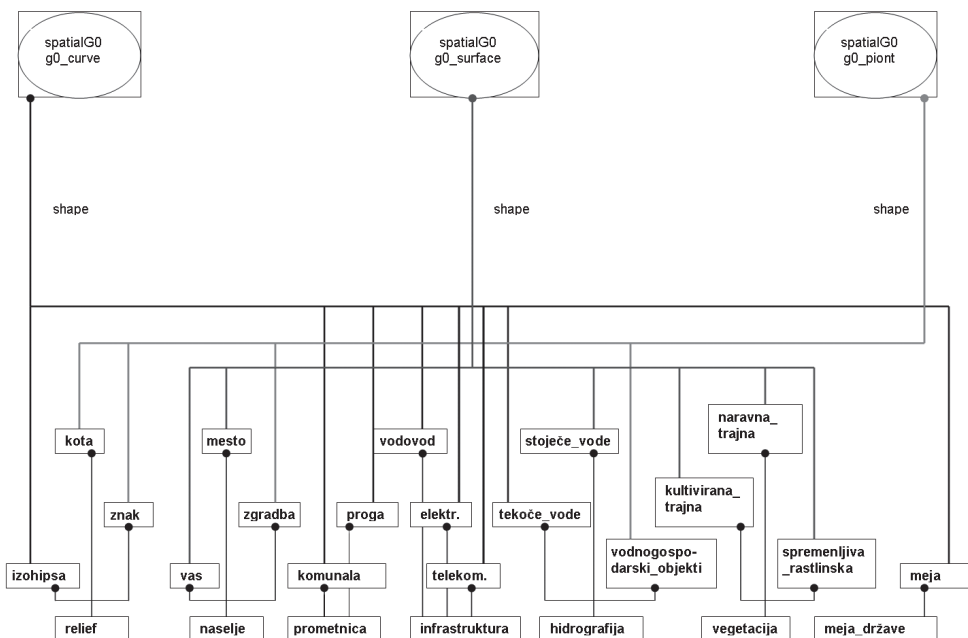 spatialG0
g0_curve
spatialG0
g0_surface
spatialG0
g0_piont
shape
shape
shape
naravna_
trajna
kota
mesto
vodovod
stoječe_vode
kultivirana_
trajna
znak
zgradba
proga
elektr.
tekoče_vode
vodnogospo-
darski_objekti
spremenljiva
_rastlinska
izohipsa
vas
komunala
telekom.
meja
relief
naselje
prometnica
infrastruktura
hidrografija
vegetacija
meja_države